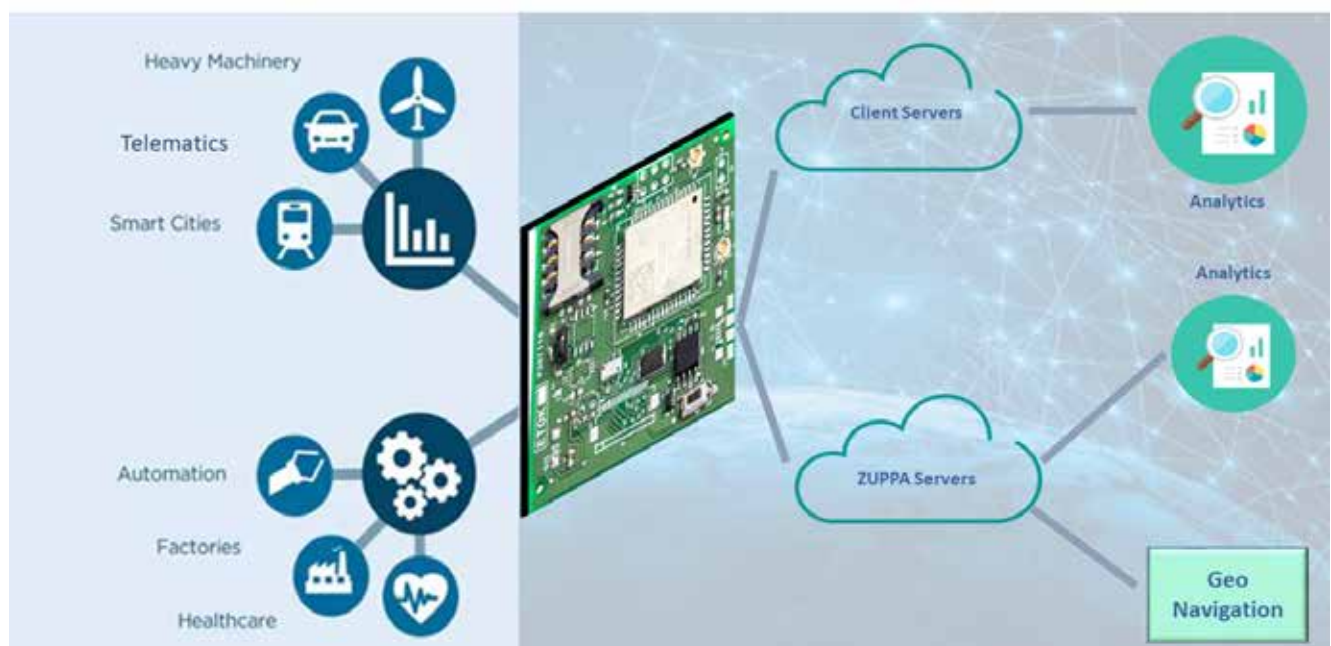 Heavy Machinery
Telematics
Smart Cities
Automation
Factories
Healthcare
Client Servers
Analytics
Analytics
ZUPPA Servers
Geo
Navigation